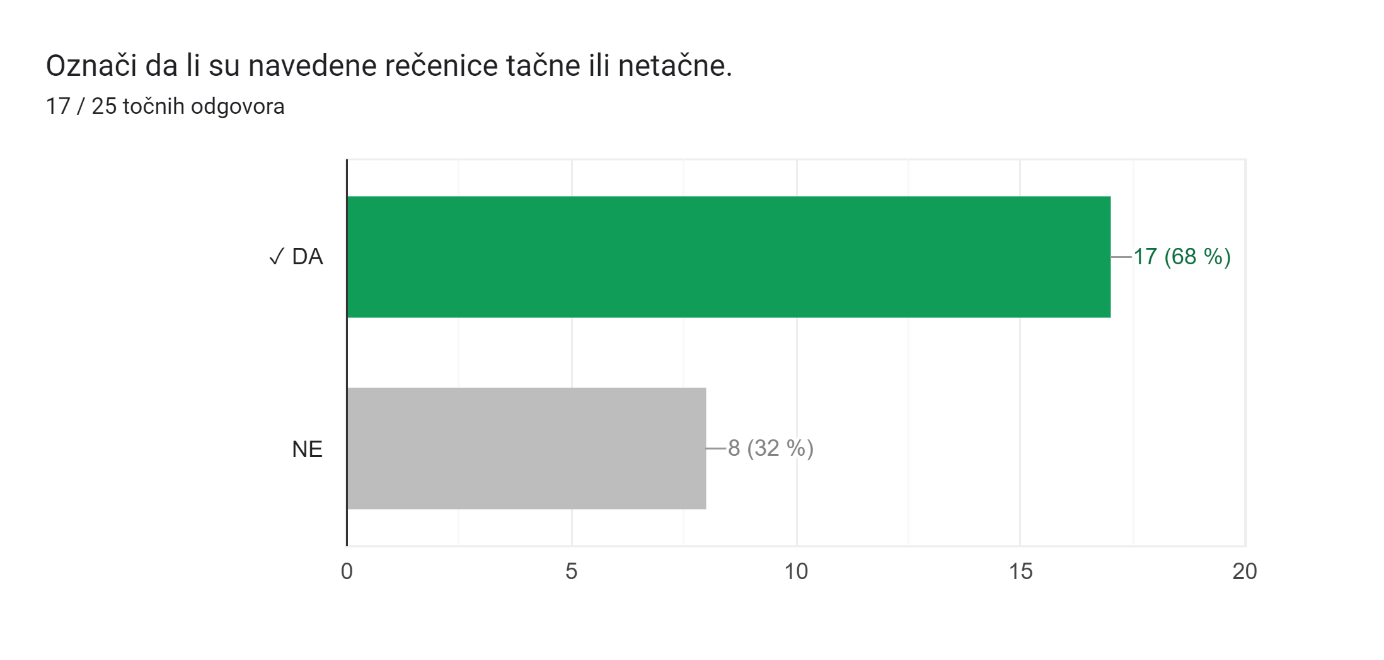 Označi da li su navedene rečenice tačne ili netačne.
17 / 25 točnih odgovora
✓ DA
17 (68 %)
NE
8 (32 %)
0 5 10 15 20